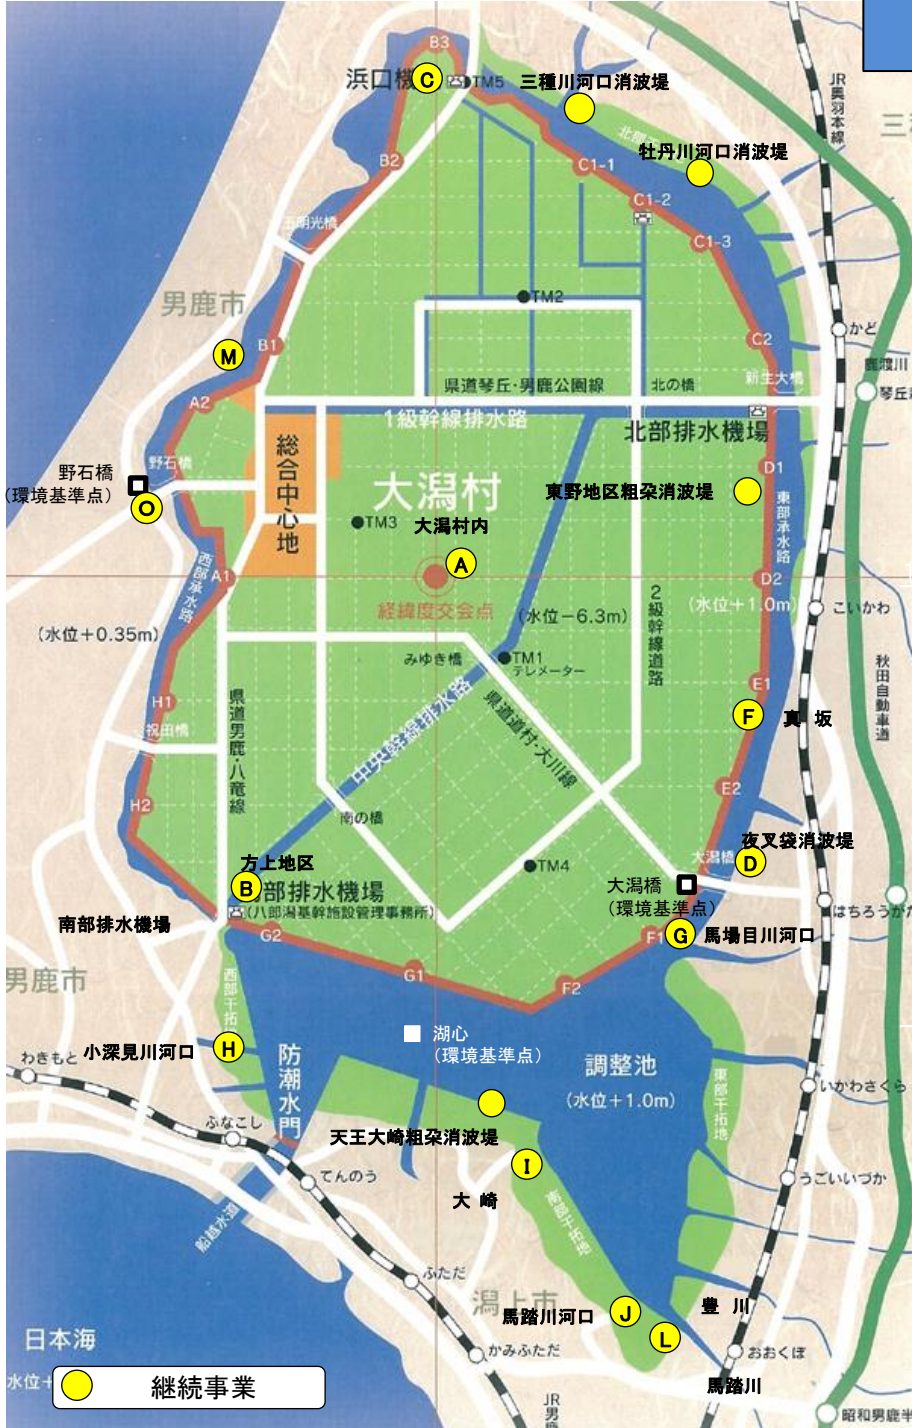 B3
浜口機
C
TM5
三種川河口消波堤
JR奥羽本線
三
牡丹川河口消波堤
B2
C1-1
C1-2
C1-3
五明光橋
TM2
男鹿市
M
B1
C2
かど
鹿渡川
琴丘
A2
県道琴丘・男鹿公園線
北の橋
新生大橋
1級幹線排水路
北部排水機場
総合中心地
野石橋
野石橋
(環境基準点)
O
大潟村
D1
東野地区粗朶消波堤
東部承水路
TM3
大潟村内
A
西部承水路
A1
経緯度交会点
D2
(水位+1.0m)
こいかわ
(水位-6.3m)
2級幹線道路
(水位+0.35m)
みゆき橋
TM1
テレメーター
秋田自動車道
H1
県道男鹿・八竜線
中央幹線排水路
県道道村・大川線
E1
F
真坂
祝田橋
H2
E2
南の橋
夜叉袋消波堤
大潟橋
D
方上地区
B
南部排水機場
(八郎潟基幹施設管理事務所)
TM4
大潟橋
(環境基準点)
はちろうがた
南部排水機場
G2
F1
G
馬場目川河口
男鹿市
西部干拓地
G1
F2
湖心
(環境基準点)
小深見川河口
H
防潮水門
調整池
(水位+1.0m)
東部干拓地
わきもと
いかわさくら
ふなこし
天王大崎粗朶消波堤
てんのう
I
うごいいづか
大崎
南部干拓地
船越水道
ふただ
潟上市
馬踏川河口
J
豊川
L
日本海
かみふただ
おおくぼ
水位+
継続事業
馬踏川
JR男鹿
昭和男鹿半